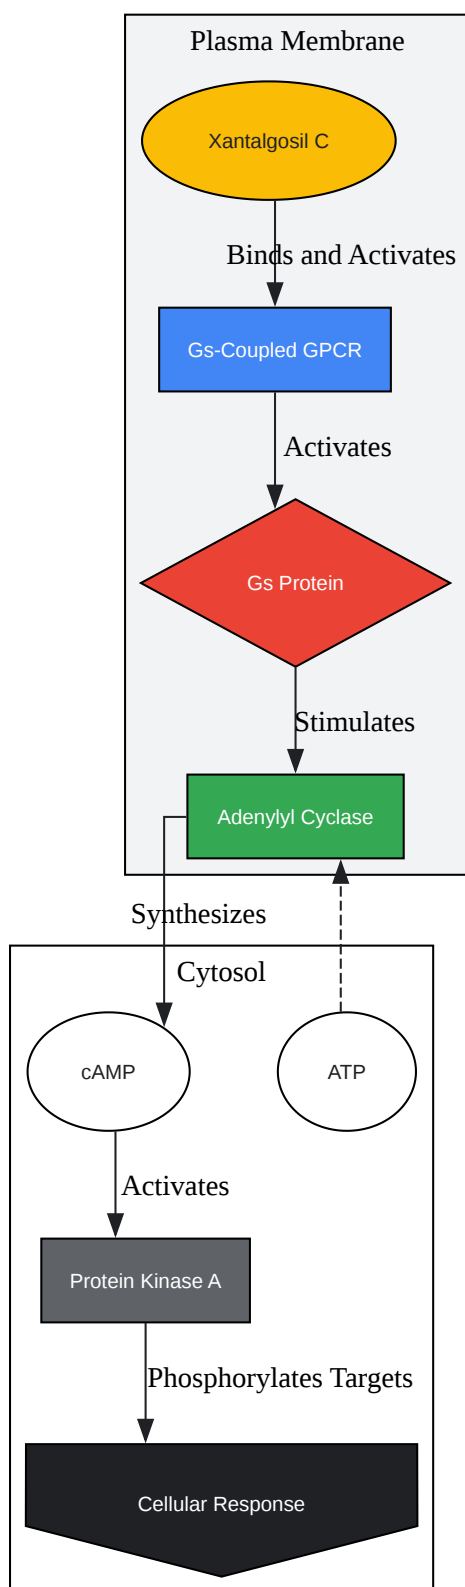 Plasma Membrane
Xantalgosil C
Binds and Activates
Gs-Coupled GPCR
Activates
Gs Protein
Stimulates
Adenylyl Cyclase
Synthesizes
Cytosol
cAMP
ATP
Activates
Protein Kinase A
Phosphorylates Targets
Cellular Response